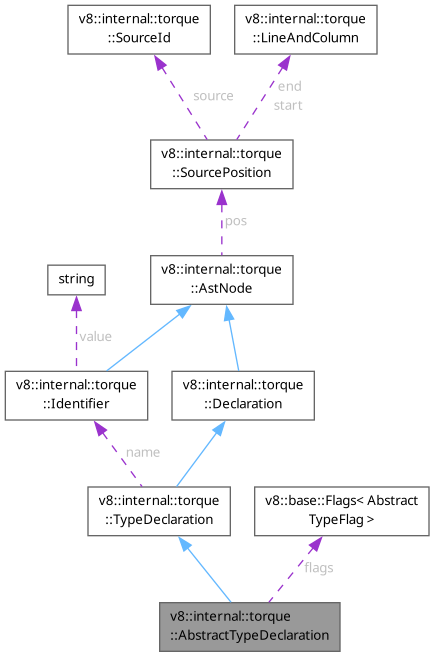 v8::internal::torque
::SourceId
v8::internal::torque
::LineAndColumn
source
end
start
v8::internal::torque
::SourcePosition
pos
v8::internal::torque
::AstNode
string
value
v8::internal::torque
::Identifier
v8::internal::torque
::Declaration
name
v8::internal::torque
::TypeDeclaration
v8::base::Flags< Abstract
TypeFlag >
flags
v8::internal::torque
::AbstractTypeDeclaration